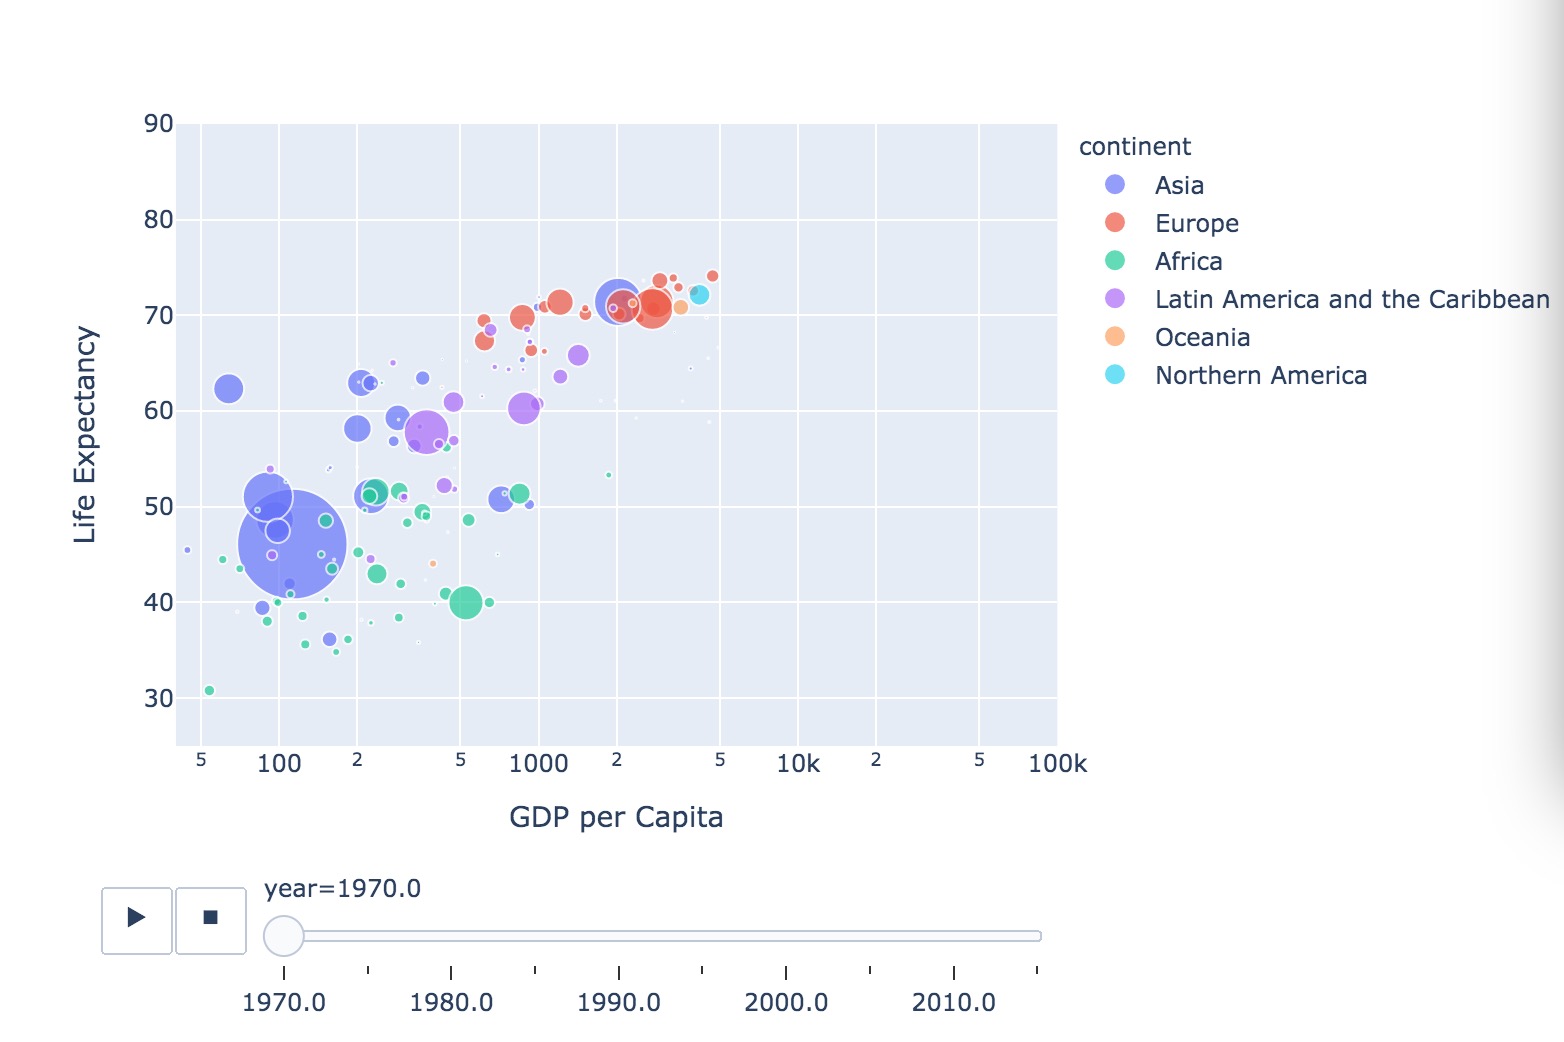 90
80
70
60
50
40
30
Life Expectancy
5 100 2 5 1000 2 5 10k 2 5 100k
GDP per Capita
continent
Asia
Europe
Africa
Latin America and the Caribbean
Oceania
Northern America
year=1970.0
1970.0 1980.0 1990.0 2000.0 2010.0